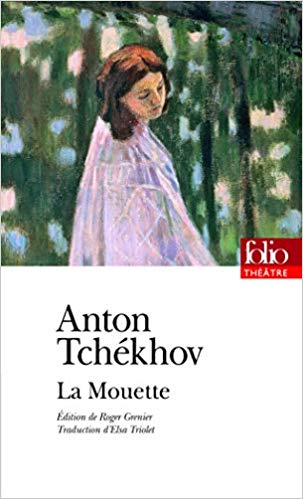 folio
THÉÂTRE
Anton
Tchékhov
La Mouette
Édition de Roger Grenier
Traduction d'Elsa Triolet